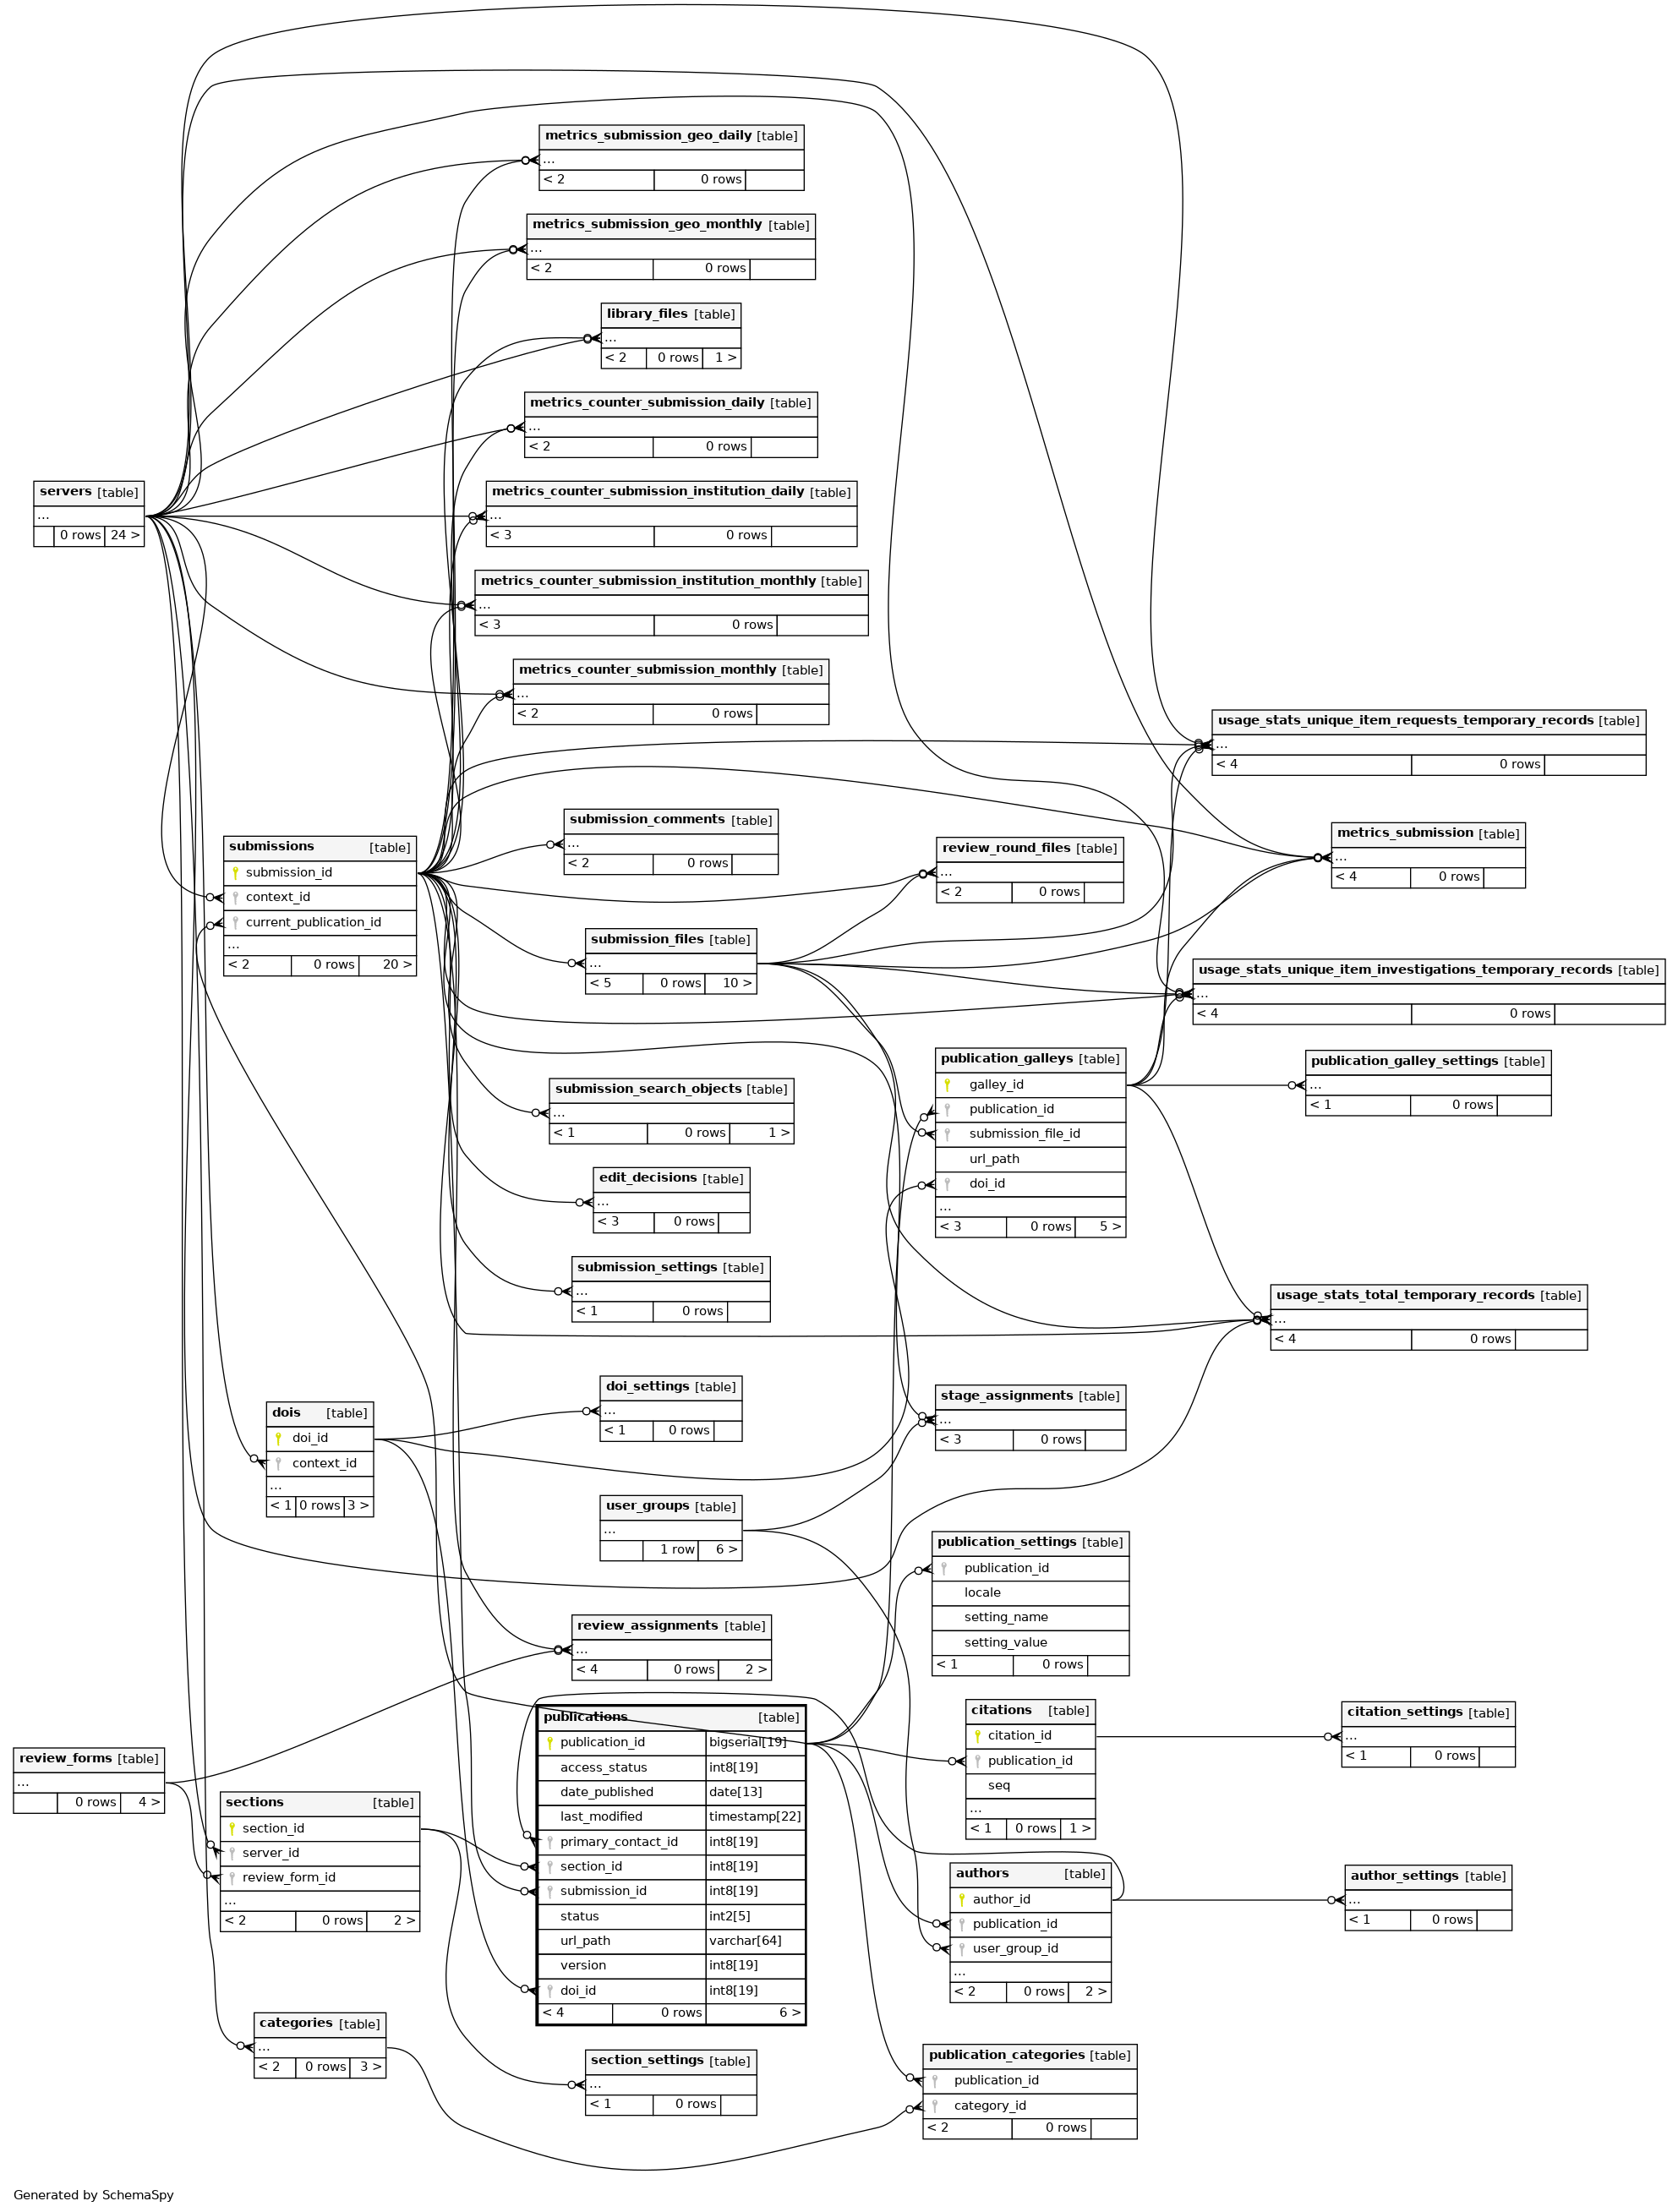 metrics_submission_geo_daily [table]
...
< 2 0 rows
metrics_submission_geo_monthly [table]
...
< 2 0 rows
library_files [table]
...
< 2 0 rows 1 >
metrics_counter_submission_daily [table]
...
< 2 0 rows
servers [table]
...
0 rows 24 >
metrics_counter_submission_institution_daily [table]
...
< 3 0 rows
metrics_counter_submission_institution_monthly [table]
...
< 3 0 rows
metrics_counter_submission_monthly [table]
...
< 2 0 rows
usage_stats_unique_item_requests_temporary_records [table]
...
< 4 0 rows
submission_comments [table]
...
< 2 0 rows
metrics_submission [table]
...
< 4 0 rows
submissions [table]
submission_id
context_id
current_publication_id
...
< 2 0 rows 20 >
review_round_files [table]
...
< 2 0 rows
submission_files [table]
...
< 5 0 rows 10 >
usage_stats_unique_item_investigations_temporary_records [table]
...
< 4 0 rows
publication_galleys [table]
galley_id
publication_id
submission_file_id
url_path
doi_id
...
< 3 0 rows 5 >
publication_galley_settings [table]
...
< 1 0 rows
submission_search_objects [table]
...
< 1 0 rows 1 >
edit_decisions [table]
...
< 3 0 rows
submission_settings [table]
...
< 1 0 rows
usage_stats_total_temporary_records [table]
...
< 4 0 rows
doi_settings [table]
...
< 1 0 rows
stage_assignments [table]
...
< 3 0 rows
dois [table]
doi_id
context_id
...
< 1 0 rows 3 >
user_groups [table]
...
1 row 6 >
publication_settings [table]
publication_id
locale
setting_name
setting_value
< 1 0 rows
review_assignments [table]
...
< 4 0 rows 2 >
publications [table]
publication_id bigserial[19]
access_status int8[19]
date_published date[13]
last_modified timestamp[22]
primary_contact_id int8[19]
section_id int8[19]
submission_id int8[19]
status int2[5]
url_path varchar[64]
version int8[19]
doi_id int8[19]
< 4 0 rows 6 >
citations [table]
citation_id
publication_id
seq
...
< 1 0 rows 1 >
citation_settings [table]
...
< 1 0 rows
review_forms [table]
...
0 rows 4 >
sections [table]
section_id
server_id
review_form_id
...
< 2 0 rows 2 >
authors [table]
author_id
publication_id
user_group_id
...
< 2 0 rows 2 >
author_settings [table]
...
< 1 0 rows
categories [table]
...
< 2 0 rows 3 >
section_settings [table]
...
< 1 0 rows
publication_categories [table]
publication_id
category_id
< 2 0 rows
Generated by SchemaSpy